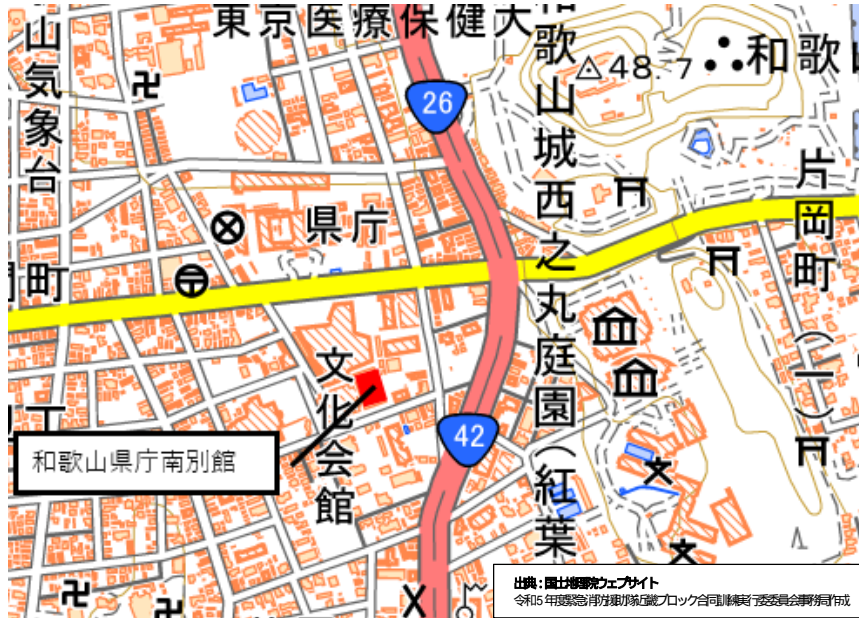 東京医療保健大
山気象台
26
和歌山城西之丸庭園(紅葉
48.7
和歌
片岡町(一)
県庁
町
文化会館
42
和歌山県庁南別館
出典:国土地理院ウェブサイト
令和5年度緊急消防援助隊近畿ブロック合同訓練実行委員会事務局作成